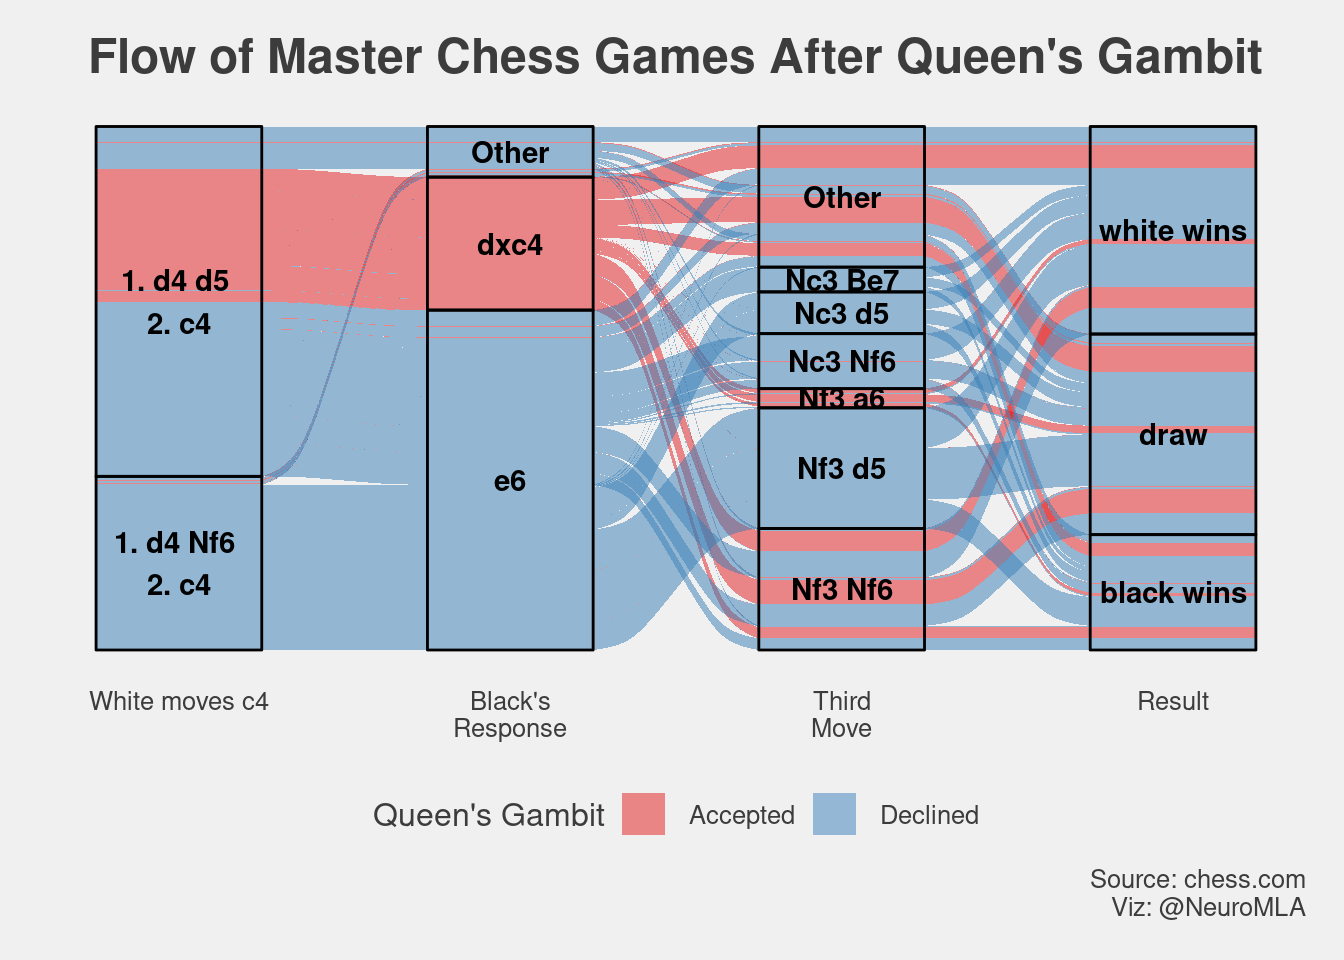 Flow of Master Chess Games After Queen's Gambit
1. d4 d5
2. c4
1. d4 Nf6
2. c4
Other
dxc4
e6
Other
Nc3 Be7
Nc3 d5
Nc3 Nf6
Nf3 a6
Nf3 d5
Nf3 Nf6
white wins
draw
black wins
White moves c4
Black's
Response
Third
Move
Result
Queen's Gambit
Accepted
Declined
Source: chess.com
Viz: @NeuroMLA